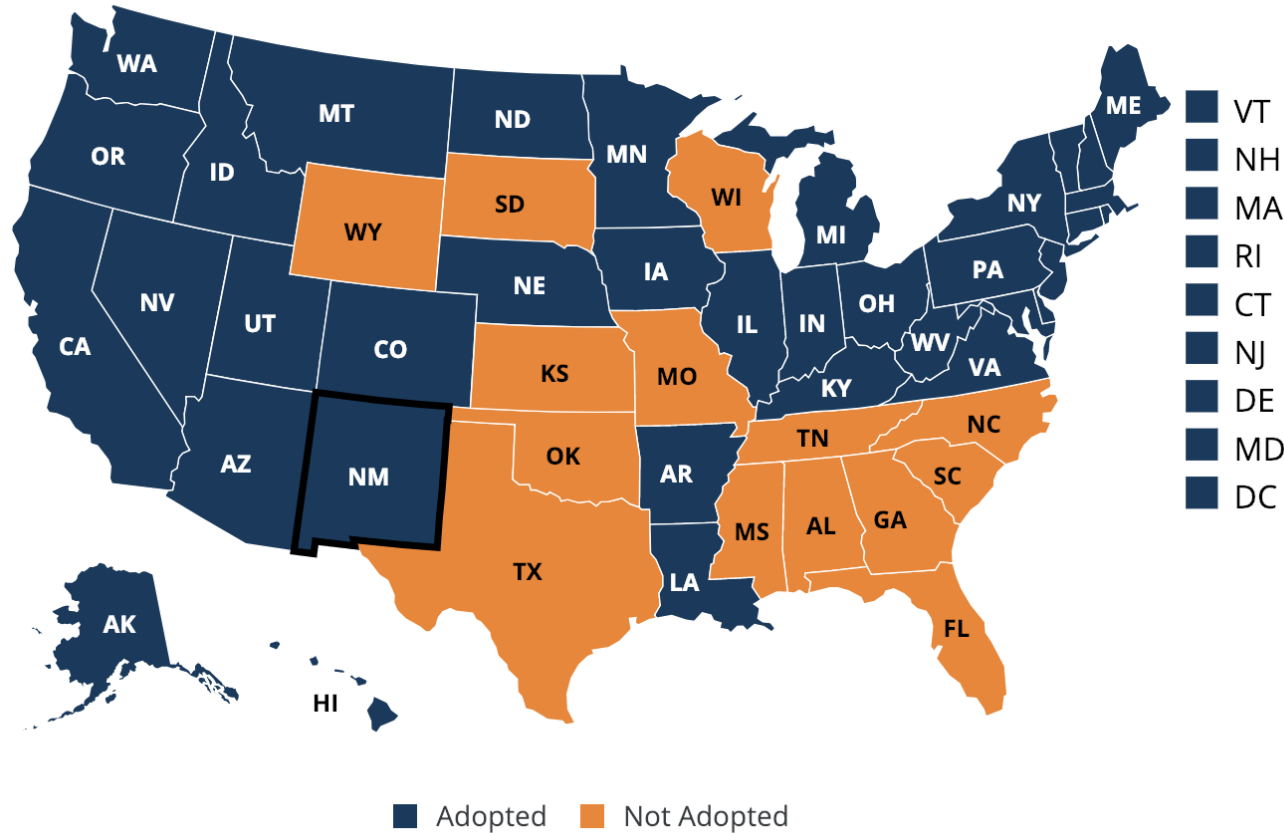 WA
MT
ND
MN
ME
VT
OR
ID
NH
WY
SD
WI
NY
MA
MI
RI
NV
UT
NE
IA
PA
CT
CA
CO
IL
IN
OH
WV
NJ
KS
MO
KY
VA
DE
AZ
NM
OK
AR
TN
NC
MD
SC
DC
TX
LA
MS
AL
GA
AK
FL
HI
Adopted Not Adopted